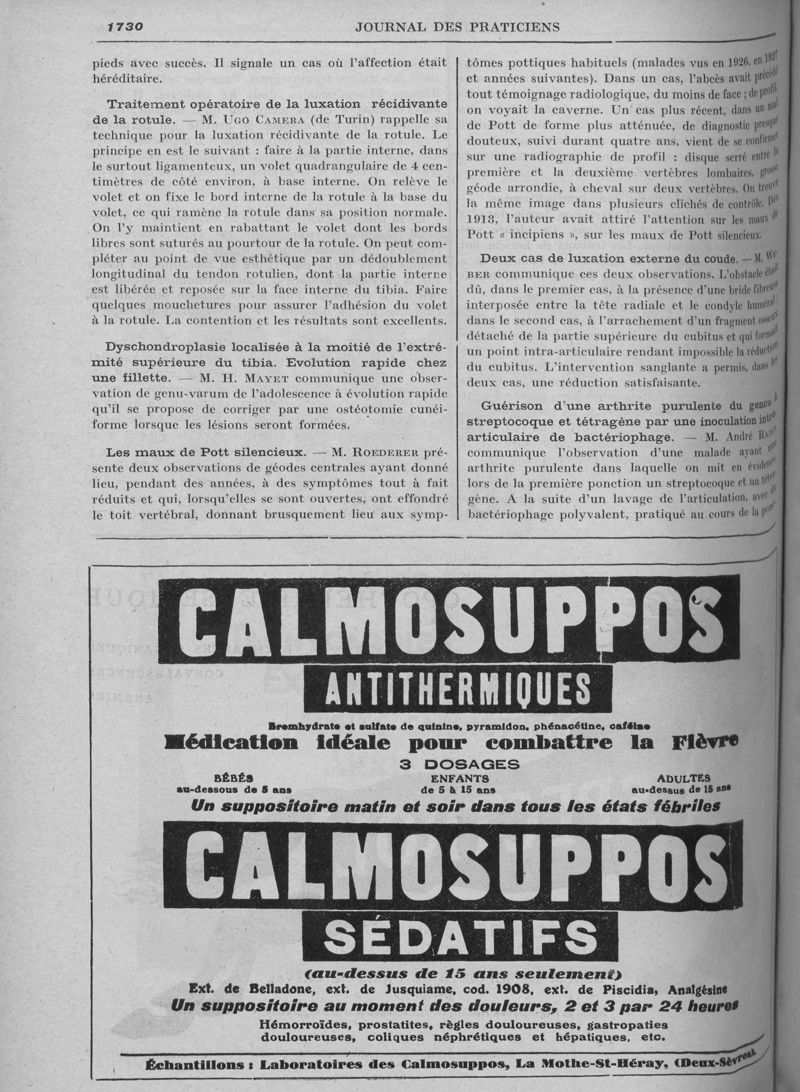 1730
JOURNAL DES PRATICIENS
pieds avec succès. Il signale un cas où l'affection était
héréditaire.
Traitement opératoire de la luxation récidivante
de la rotule. — M. Ugo Camera (de Turin) rappelle sa
technique pour la luxation récidivante de la rotule. Le
principe en est le suivant : faire à la partie interne, dans
le surtout ligamenteux, un volet quadrangulaire de 4 cen-
timètres de côté environ, à base interne. On relève le
volet et on fixe le bord interne de la rotule à la base du
volet, ce qui ramène la rotule dans sa position normale.
On l'y maintient en rabattant le volet dont les bords
libres sont suturés au pourtour de la rotule. On peut com-
pléter au point de vue esthétique par un dédoublement
longitudinal du tendon rotulien, dont la partie interne
est libérée et reposée sur la face interne du tibia. Faire
quelques mouchetures pour assurer l'adhésion du volet
à la rotule. La contention et les résultats sont excellents.
Dyschondroplasie localisée à la moitié de l'extré-
mité supérieure du tibia. Evolution rapide chez
une fillette. — M. H. Mayet communique une obser-
vation de genu-varum de l'adolescence à évolution rapide
qu'il se propose de corriger par une ostéotomie cunéi-
forme lorsque les lésions seront formées.
Les maux de Pott silencieux. — M. Roederer pré-
sente deux observations de géodes centrales ayant donné
lieu, pendant des années, à des symptômes tout à fait
réduits et qui, lorsqu'elles se sont ouvertes, ont effondré
le toit vertébral, donnant brusquement lieu aux symp-
tômes pottiques habituels (malades vus en 1926, en 1927
et années suivantes). Dans un cas, l'abcès avait précédé
tout témoignage radiologique, du moins de face ; de profil,
on voyait la caverne. Un cas plus récent, dans un mal
de Pott de forme plus atténuée, de diagnostic presque
douteux, suivi durant quatre ans, vient de se confirmer
sur une radiographie de profil : disque serré entre la
première et la deuxième vertèbres lombaires, grosse
géode arrondie, à cheval sur deux vertèbres. On trouve
la même image dans plusieurs clichés de contrôle. Dès
1913, l'auteur avait attiré l'attention sur les maux de
Pott « incipiens », sur les maux de Pott silencieux.
Deux cas de luxation externe du coude. — M.
ber communique ces deux observations. L'obstacle était
dû, dans le premier cas, à la présence d'une bride fibreuse
interposée entre la tête radiale et le condyle huméral ;
dans le second cas, à l'arrachement d'un fragment osseux
détaché de la partie supérieure du cubitus et qui formait
un point intra-articulaire rendant impossible la réduction
du cubitus. L'intervention sanglante a permis, dans les
deux cas, une réduction satisfaisante.
Guérison d'une arthrite purulente du genou à
streptocoque et tétragène par une inoculation intra-
articulaire de bactériophage. — M. André
communique l'observation d'une malade ayant une
arthrite purulente dans laquelle on mit en évidence
lors de la première ponction un streptocoque et un tétra-
gène. A la suite d'un lavage de l'articulation, avec du
bactériophage polyvalent, pratiqué au cours de la
CALMOSUPPOS
ANTITHERMIQUES
Bromhydrate et sulfate de quinine, pyramidon, phénacétine, caféine
Médication idéale pour combattre la Fièvre
3 DOSAGES
BÉBÉS ENFANTS ADULTES
au-dessous de 5 ans de 5 à 15 ans au-dessus de 15 ans
Un suppositoire matin et soir dans tous les états fébriles
CALMOSUPPOS
SÉDATIFS
(au-dessus de 15 ans seulement)
Ext. de Belladone, ext. de Jusquiame, cod. 1908, ext. de Piscidia, Analgésine
Un suppositoire au moment des douleurs, 2 et 3 par 24 heures
Hémorroïdes, prostatites, règles douloureuses, gastropaties
douloureuses, coliques néphrétiques et hépatiques, etc.
Échantillons : Laboratoires des Calmosuppos, La Mothe-St-Héray, (Deux-Sèvres).